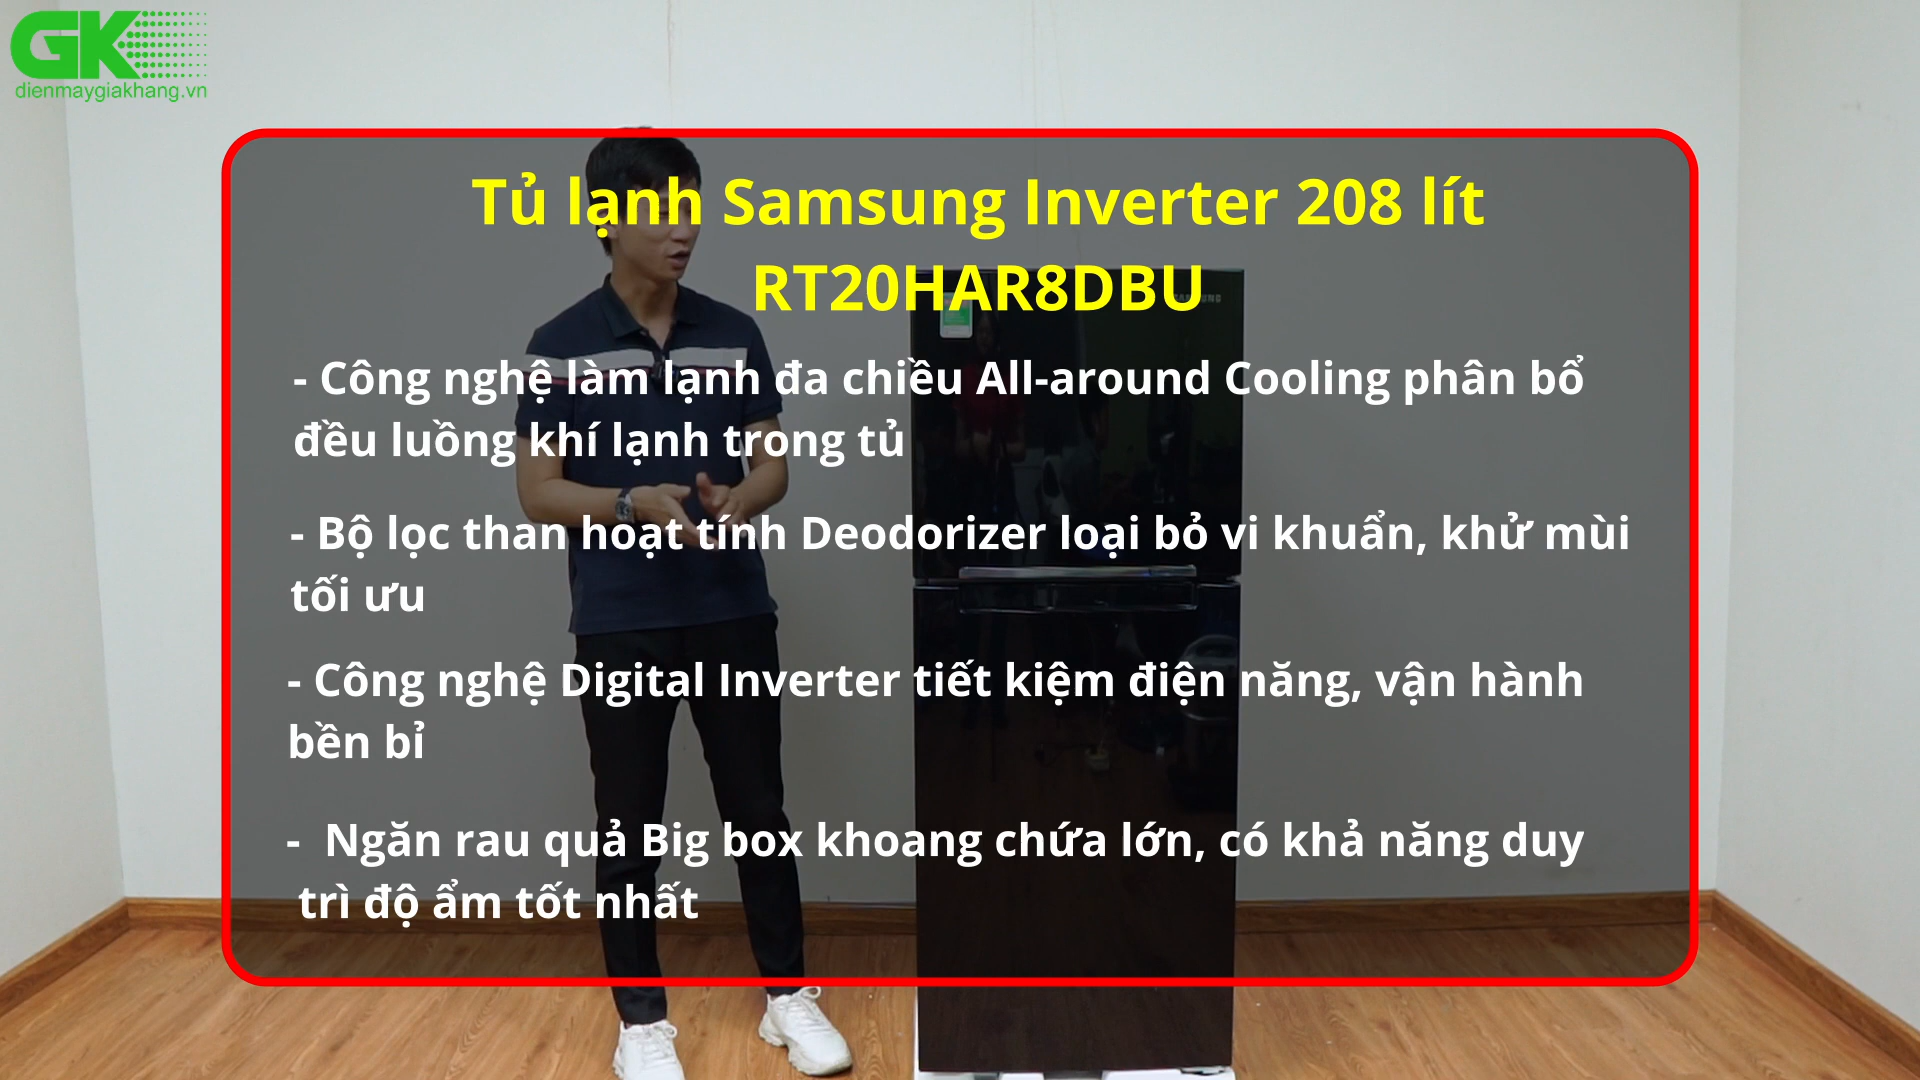 GK
dienmaygiakhang.vn
Tủ lạnh Samsung Inverter 208 lít
RT20HAR8DBU
SAMSUNG
- Công nghệ làm lạnh đa chiều All-around Cooling phân bổ
đều luồng khí lạnh trong tủ
- Bộ lọc than hoạt tính Deodorizer loại bỏ vi khuẩn, khử mùi
tối ưu
- Công nghệ Digital Inverter tiết kiệm điện năng, vận hành
bền bỉ
- Ngăn rau quả Big box khoang chứa lớn, có khả năng duy
trì độ ẩm tốt nhất